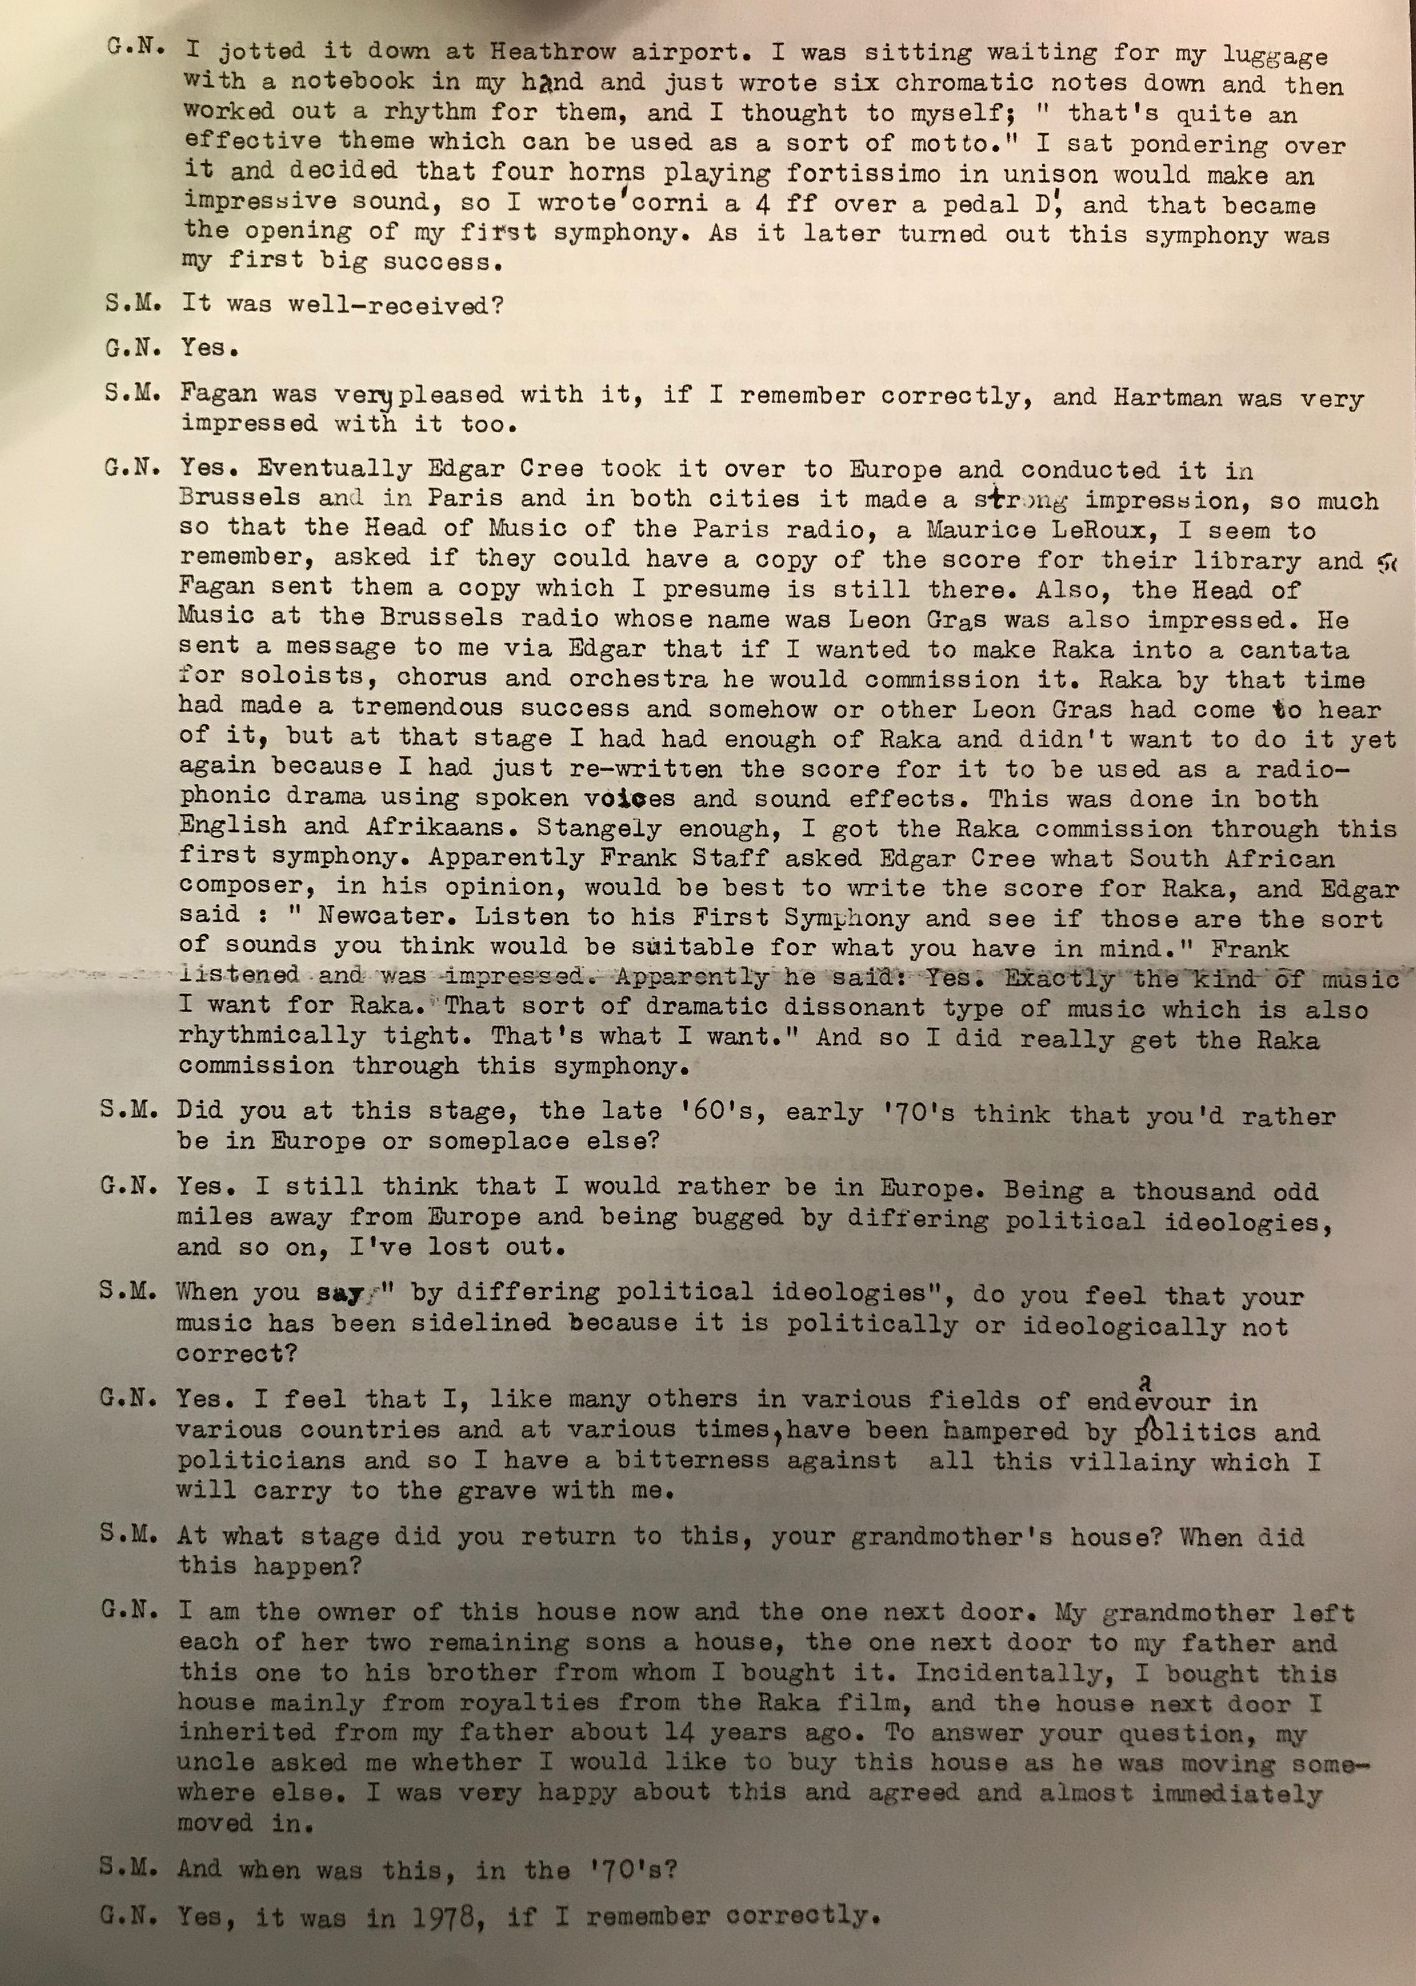 G.N. I jotted it down at Heathrow airport. I was sitting waiting for my luggage
with a notebook in my hand and just wrote six chromatic notes down and then
worked out a rhythm for them, and I thought to myself; " that's quite an
effective theme which can be used as a sort of motto." I sat pondering over
it and decided that four horns playing fortissimo in unison would make an
impressive sound, so I wrote 'corni a 4 ff over a pedal D', and that became
the opening of my first symphony. As it later turned out this symphony was
my first big success.
S.M. It was well-received?
G.N. Yes.
S.M. Fagan was very pleased with it, if I remember correctly, and Hartman was very
impressed with it too.
G.N. Yes. Eventually Edgar Cree took it over to Europe and conducted it in
Brussels and in Paris and in both cities it made a strong impression, so much
so that the Head of Music of the Paris radio, a Maurice LeRoux, I seem to
remember, asked if they could have a copy of the score for their library and so
Fagan sent them a copy which I presume is still there. Also, the Head of
Music at the Brussels radio whose name was Leon Gras was also impressed. He
sent a message to me via Edgar that if I wanted to make Raka into a cantata
for soloists, chorus and orchestra he would commission it. Raka by that time
had made a tremendous success and somehow or other Leon Gras had come to hear
of it, but at that stage I had had enough of Raka and didn't want to do it yet
again because I had just re-written the score for it to be used as a radio-
phonic drama using spoken voices and sound effects. This was done in both
English and Afrikaans. Stangely enough, I got the Raka commission through this
first symphony. Apparently Frank Staff asked Edgar Cree what South African
composer, in his opinion, would be best to write the score for Raka, and Edgar
said : " Newcater. Listen to his First Symphony and see if those are the sort
of sounds you think would be suitable for what you have in mind." Frank
listened and was impressed. Apparently he said: Yes. Exactly the kind of music
I want for Raka. That sort of dramatic dissonant type of music which is also
rhythmically tight. That's what I want." And so I did really get the Raka
commission through this symphony.
S.M. Did you at this stage, the late '60's, early '70's think that you'd rather
be in Europe or someplace else?
G.N. Yes. I still think that I would rather be in Europe. Being a thousand odd
miles away from Europe and being bugged by differing political ideologies,
and so on, I've lost out.
S.M. When you say " by differing political ideologies", do you feel that your
music has been sidelined because it is politically or ideologically not
correct?
G.N. Yes. I feel that I, like many others in various fields of endeavour in
various countries and at various times, have been hampered by politics and
politicians and so I have a bitterness against all this villainy which I
will carry to the grave with me.
S.M. At what stage did you return to this, your grandmother's house? When did
this happen?
G.N. I am the owner of this house now and the one next door. My grandmother left
each of her two remaining sons a house, the one next door to my father and
this one to his brother from whom I bought it. Incidentally, I bought this
house mainly from royalties from the Raka film, and the house next door I
inherited from my father about 14 years ago. To answer your question, my
uncle asked me whether I would like to buy this house as he was moving some-
where else. I was very happy about this and agreed and almost immediately
moved in.
S.M. And when was this, in the '70's?
G.N. Yes, it was in 1978, if I remember correctly.